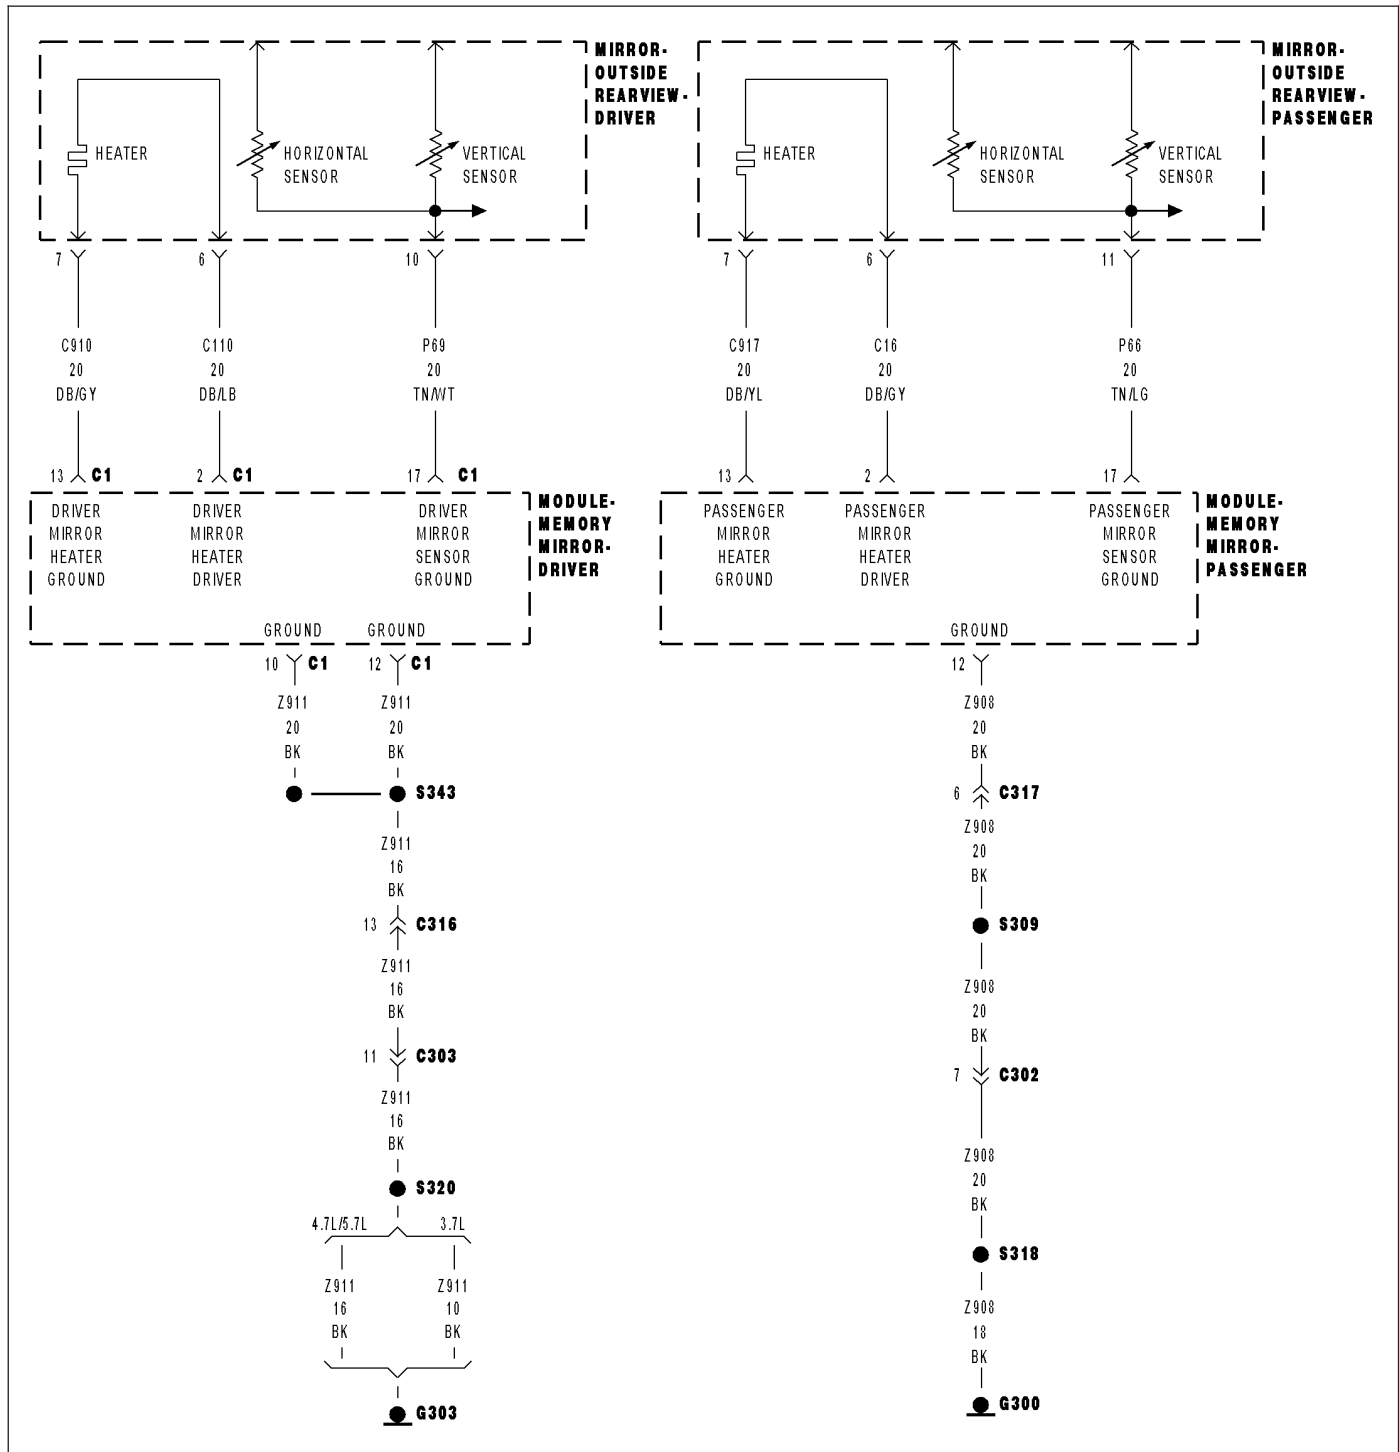 MIRROR-
OUTSIDE
REARVIEW-
DRIVER
MIRROR-
OUTSIDE
REARVIEW-
PASSENGER
HEATER
HORIZONTAL
SENSOR
VERTICAL
SENSOR
HEATER
HORIZONTAL
SENSOR
VERTICAL
SENSOR
7 6 10 7 6 11
C910 C110 P69 C917 C16 P66
20 20 20 20 20 20
DB/GY DB/LB TN/WT DB/YL DB/GY TN/LG
13 C1 2 C1 17 C1 13 2 17
DRIVER
MIRROR
HEATER
GROUND
DRIVER
MIRROR
HEATER
DRIVER
DRIVER
MIRROR
SENSOR
GROUND
MODULE-
MEMORY
MIRROR-
DRIVER
PASSENGER
MIRROR
HEATER
GROUND
PASSENGER
MIRROR
HEATER
DRIVER
PASSENGER
MIRROR
SENSOR
GROUND
MODULE-
MEMORY
MIRROR-
PASSENGER
GROUND GROUND
10 C1 12 C1
Z911 Z911
20 20
BK BK
S343
Z911
16
BK
13 C316
Z911
16
BK
11 C303
Z911
16
BK
S320
4.7L/5.7L 3.7L
Z911 Z911
16 10
BK BK
G303
GROUND
12
Z908
20
BK
6 C317
Z908
20
BK
S309
Z908
20
BK
7 C302
Z908
20
BK
S318
Z908
18
BK
G300